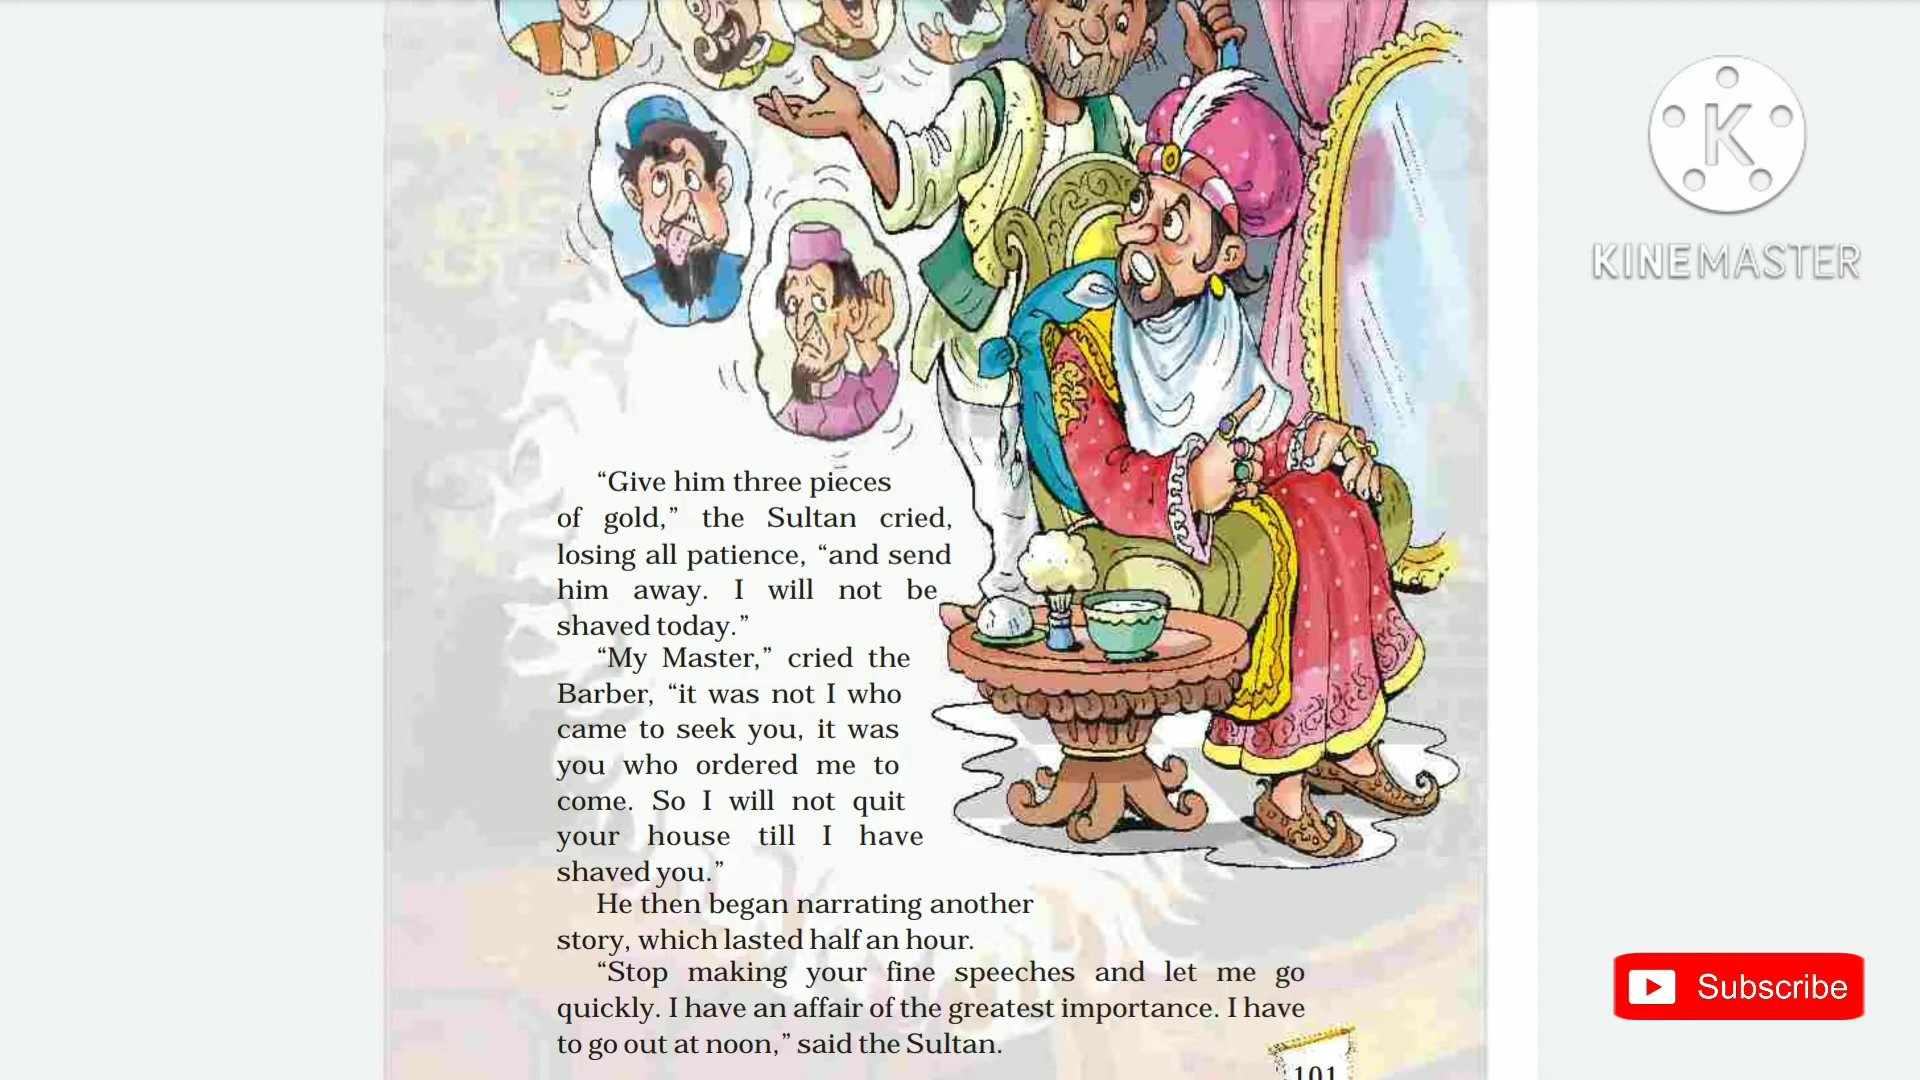 “Give him three pieces
of gold,” the Sultan cried,
losing all patience, “and send
him away. I will not be
shaved today.”
“My Master,” cried the
Barber, “it was not I who
came to seek you, it was
you who ordered me to
come. So I will not quit
your house till I have
shaved you.”
He then began narrating another
story, which lasted half an hour.
“Stop making your fine speeches and let me go
quickly. I have an affair of the greatest importance. I have
to go out at noon,” said the Sultan.
101
K
KINEMASTER
Subscribe